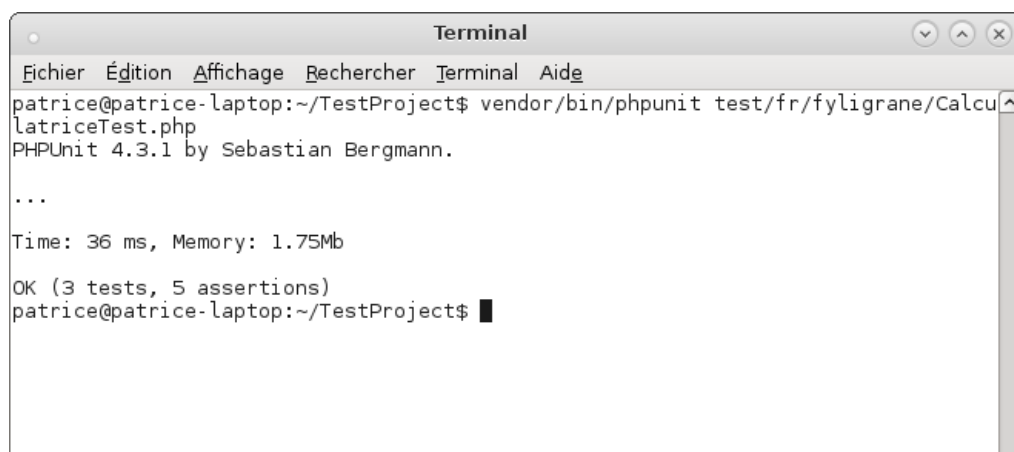 Terminal
Fichier Édition Affichage Rechercher Terminal Aide
patrice@patrice-laptop:~/TestProject$ vendor/bin/phpunit test/fr/fyligrane/Calcu
latriceTest.php
PHPUnit 4.3.1 by Sebastian Bergmann.
...
Time: 36 ms, Memory: 1.75Mb
OK (3 tests, 5 assertions)
patrice@patrice-laptop:~/TestProject$